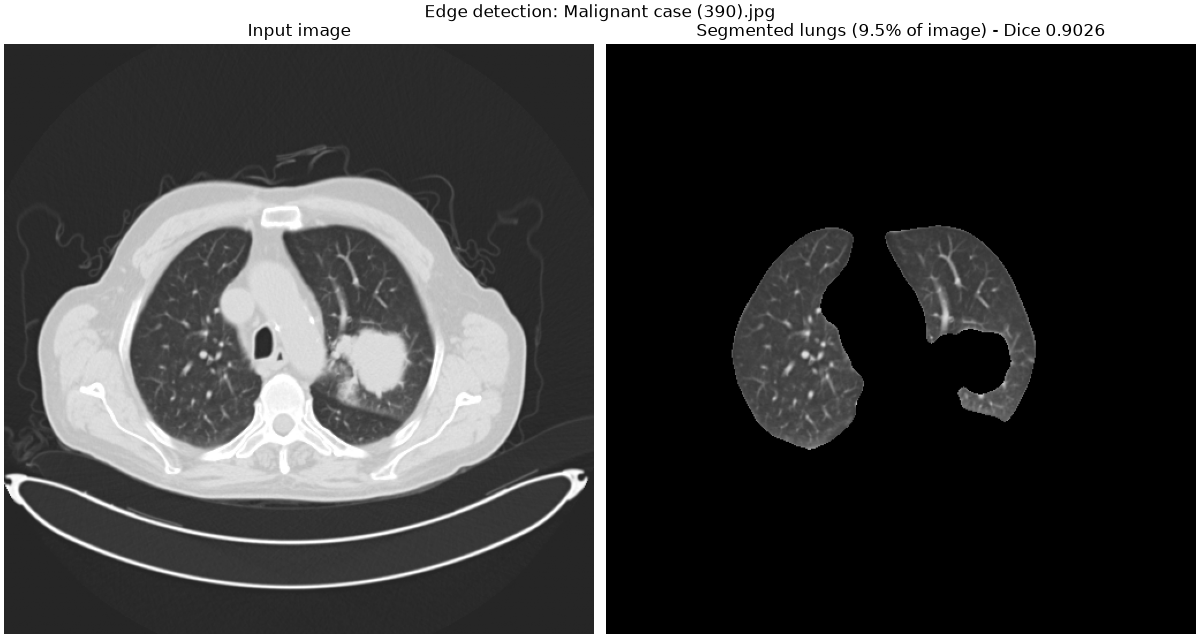 Edge detection: Malignant case (390).jpg
Input image
Segmented lungs (9.5% of image) - Dice 0.9026